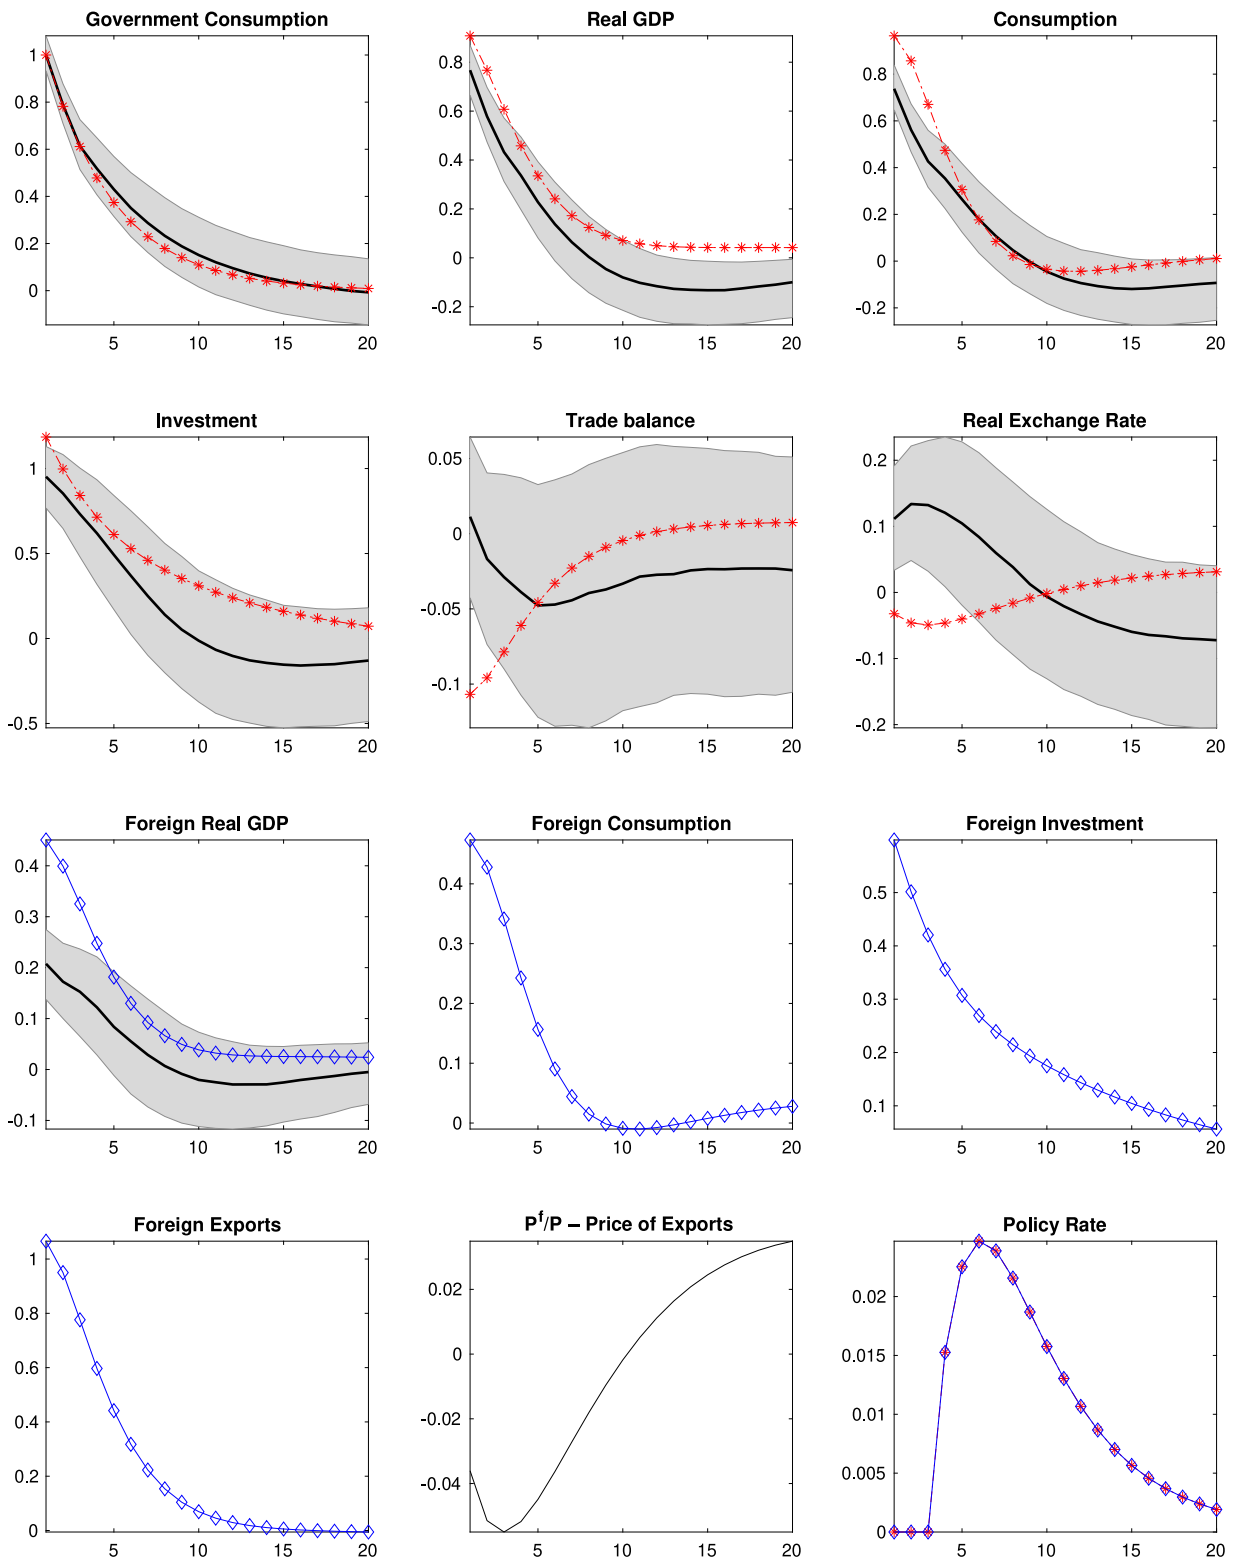 Government Consumption
1
0.8
0.6
0.4
0.2
0
5 10 15 20
Real GDP
0.8
0.6
0.4
0.2
0
-0.2
5 10 15 20
Consumption
0.8
0.6
0.4
0.2
0
-0.2
5 10 15 20
Investment
1
0.5
0
-0.5
5 10 15 20
Trade balance
0.05
0
-0.05
-0.1
5 10 15 20
Real Exchange Rate
0.2
0.1
0
-0.1
-0.2
5 10 15 20
Foreign Real GDP
0.4
0.3
0.2
0.1
0
-0.1
5 10 15 20
Foreign Consumption
0.4
0.3
0.2
0.1
0
5 10 15 20
Foreign Investment
0.5
0.4
0.3
0.2
0.1
5 10 15 20
Foreign Exports
1
0.8
0.6
0.4
0.2
0
5 10 15 20
P^f/P – Price of Exports
0.02
0
-0.02
-0.04
5 10 15 20
Policy Rate
0.02
0.015
0.01
0.005
0
5 10 15 20